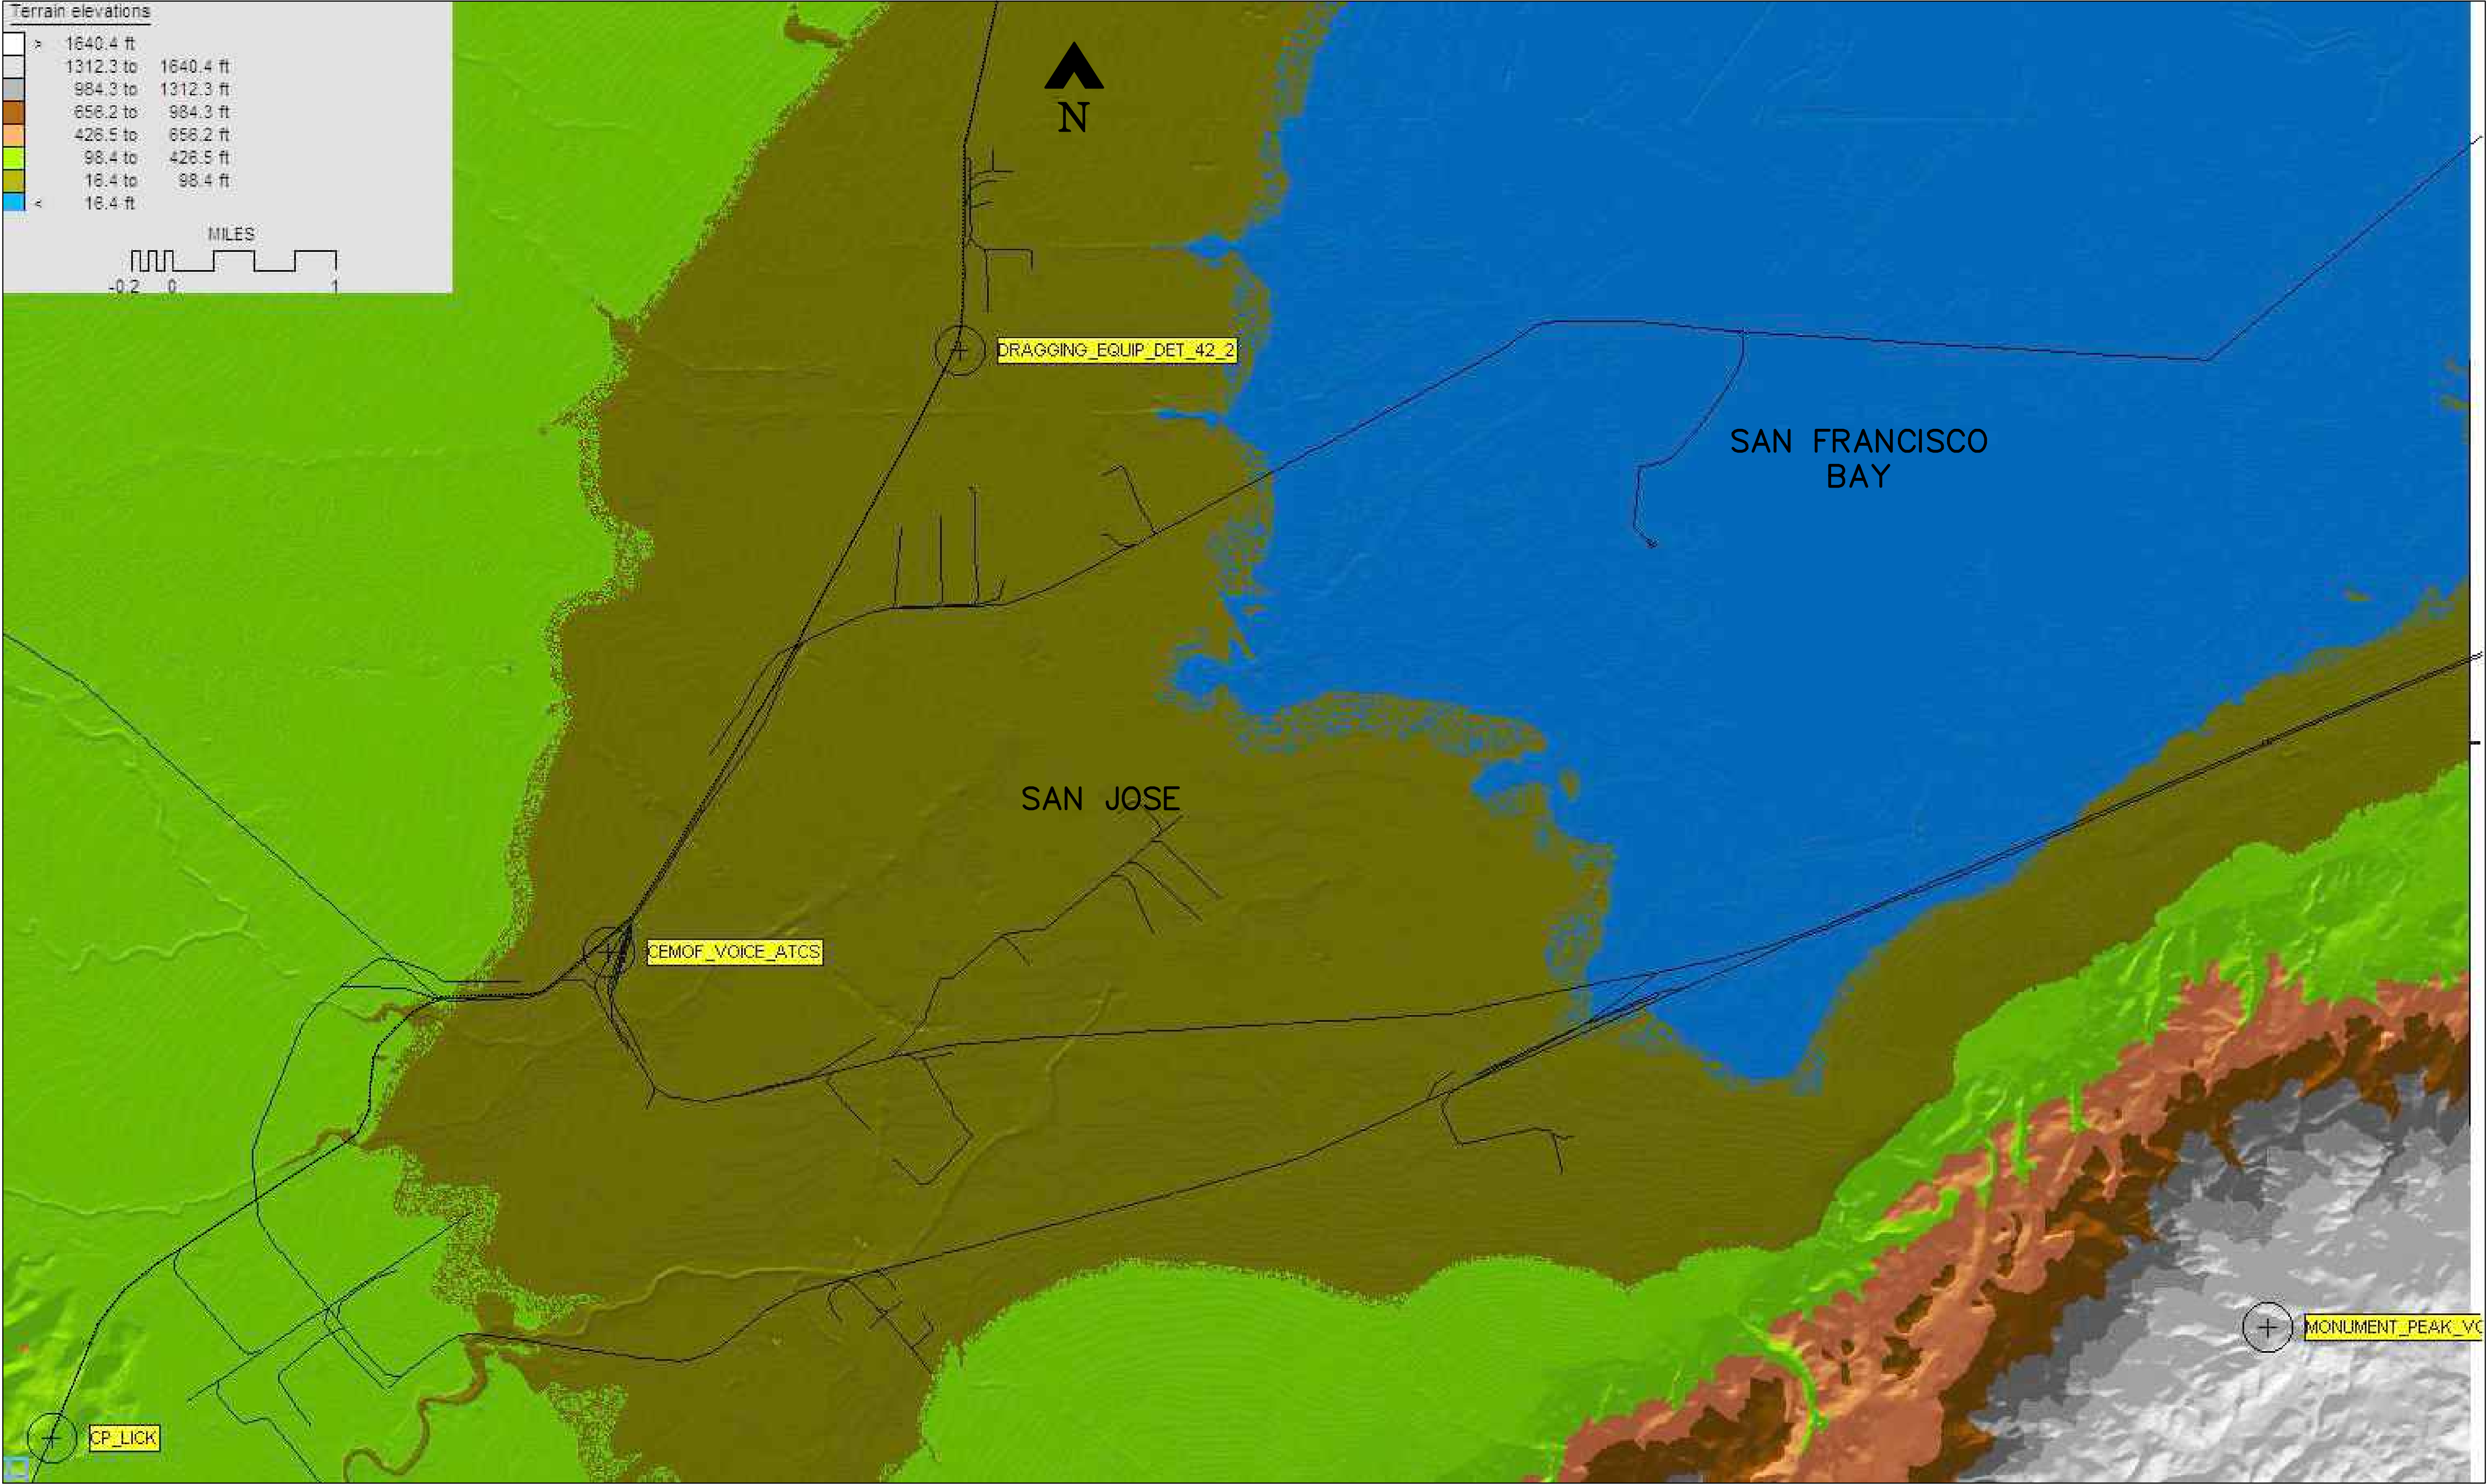 Terrain elevations
> 1640.4 ft
1312.3 to 1640.4 ft
984.3 to 1312.3 ft
656.2 to 984.3 ft
426.5 to 656.2 ft
98.4 to 426.5 ft
16.4 to 98.4 ft
< 16.4 ft
MILES
-0.2 0 1
N
DRAGGING_EQUIP_DET_42_2
SAN FRANCISCO
BAY
SAN JOSE
CEMOF_VOICE_ATCS
MONUMENT_PEAK_VO
CP_LICK